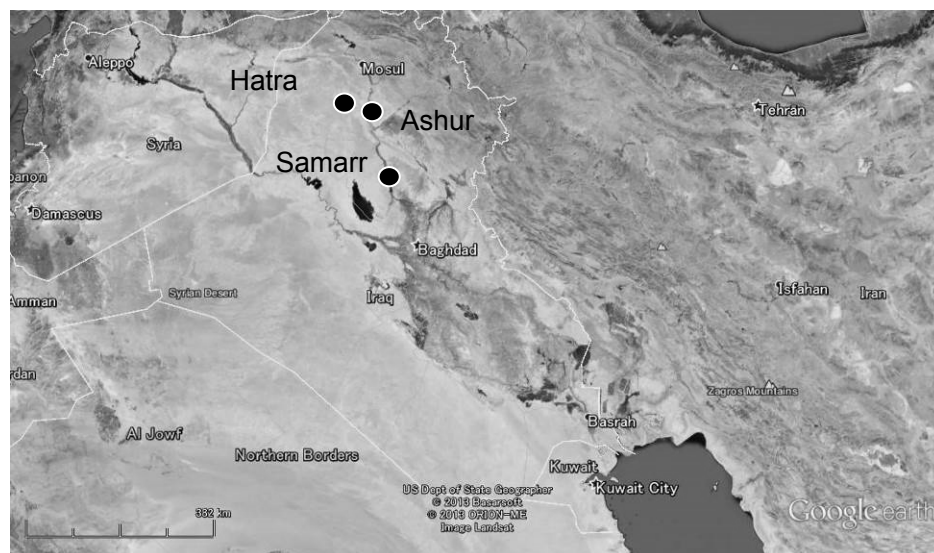 Aleppo
Mosul
Hatra
Tehran
Ashur
Syria
Samarr
banon
Damascus
Baghdad
Isfahan
Iran
Syrian Desert
Iraq
Amman
rdan
Zagros Mountains
Basrah
Al Jowf
Northern Borders
Kuwait
Kuwait City
US Dept of State Geographer
© 2013 Basarsoft
© 2013 ORION-ME
Image Landsat
382 km
Google earth